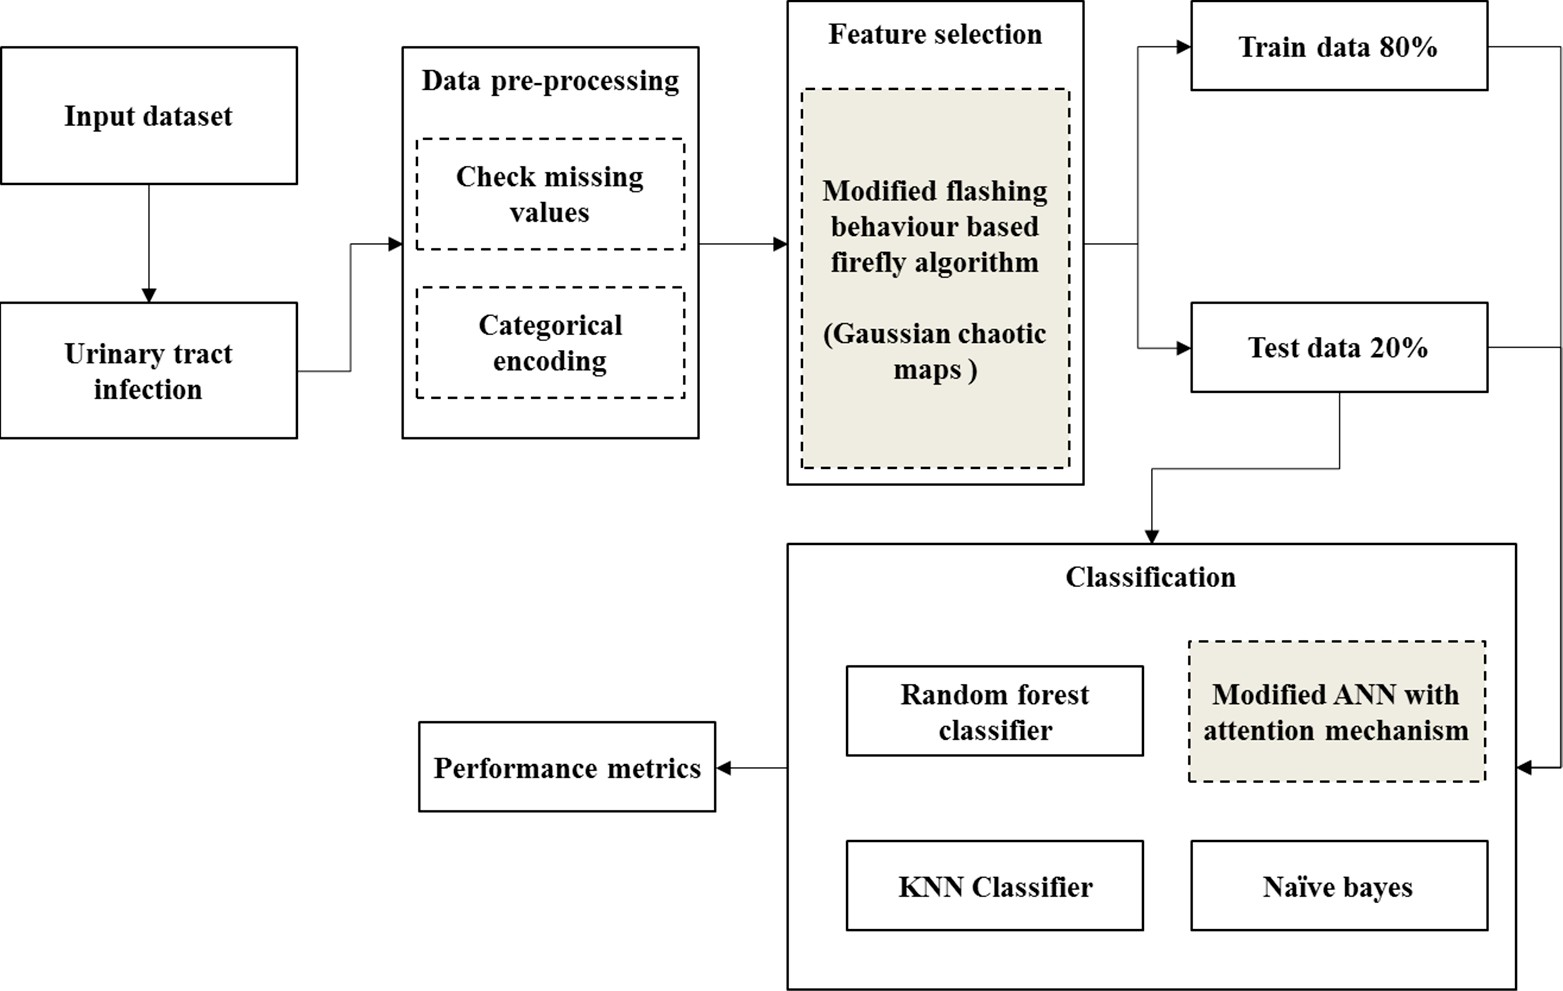 Input dataset
Urinary tract
infection
Data pre-processing
Check missing
values
Categorical
encoding
Feature selection
Modified flashing
behaviour based
firefly algorithm
(Gaussian chaotic
maps )
Train data 80%
Test data 20%
Classification
Random forest
classifier
Modified ANN with
attention mechanism
KNN Classifier
Naïve bayes
Performance metrics